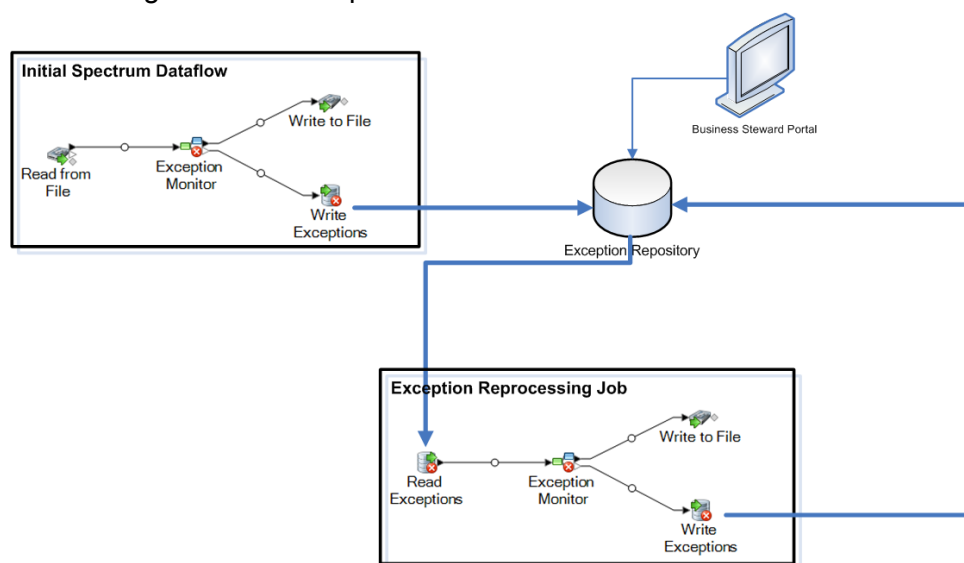 Initial Spectrum Dataflow
Write to File
Read from
File
Exception
Monitor
Write
Exceptions
Business Steward Portal
Exception Repository
Exception Reprocessing Job
Write to File
Read
Exceptions
Exception
Monitor
Write
Exceptions